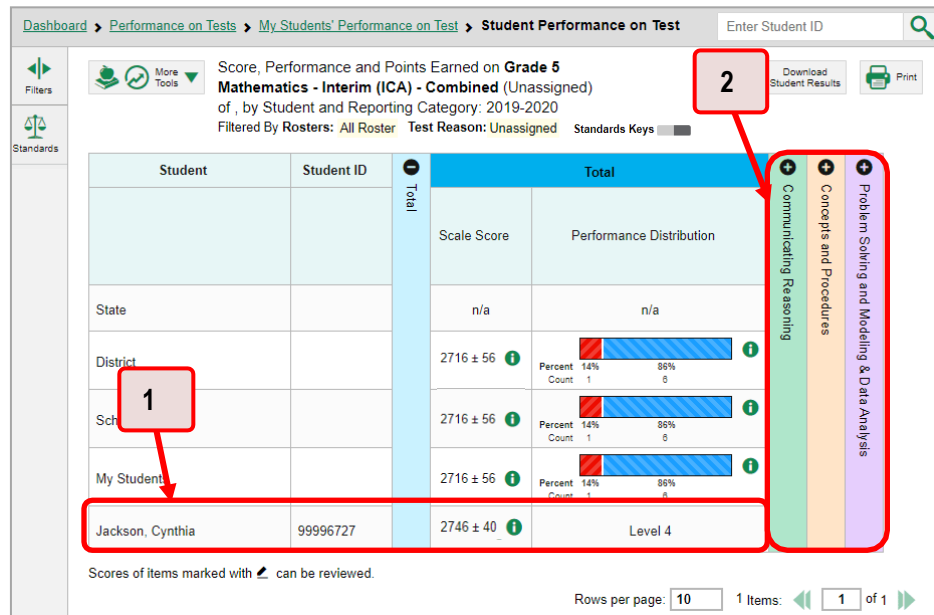 Dashboard > Performance on Tests > My Students' Performance on Test > Student Performance on Test
Enter Student ID
Filters
Standards
More Tools
Score, Performance and Points Earned on Grade 5
Mathematics - Interim (ICA) - Combined (Unassigned)
of , by Student and Reporting Category: 2019-2020
Filtered By Rosters: All Roster Test Reason: Unassigned Standards Keys
2
Download
Student Results
Print
Student Student ID Total Total
Scale Score Performance Distribution
Communicating Reasoning
Concepts and Procedures
Problem Solving and Modeling & Data Analysis
State n/a n/a
District 2716 ± 56
Percent 14% 86%
Count 1 6
1
Sch 2716 ± 56
Percent 14% 86%
Count 1 6
My Students 2716 ± 56
Percent 14% 86%
Count 1 6
Jackson, Cynthia 99996727 2746 ± 40 Level 4
Scores of items marked with can be reviewed.
Rows per page: 10 1 Items: 1 of 1